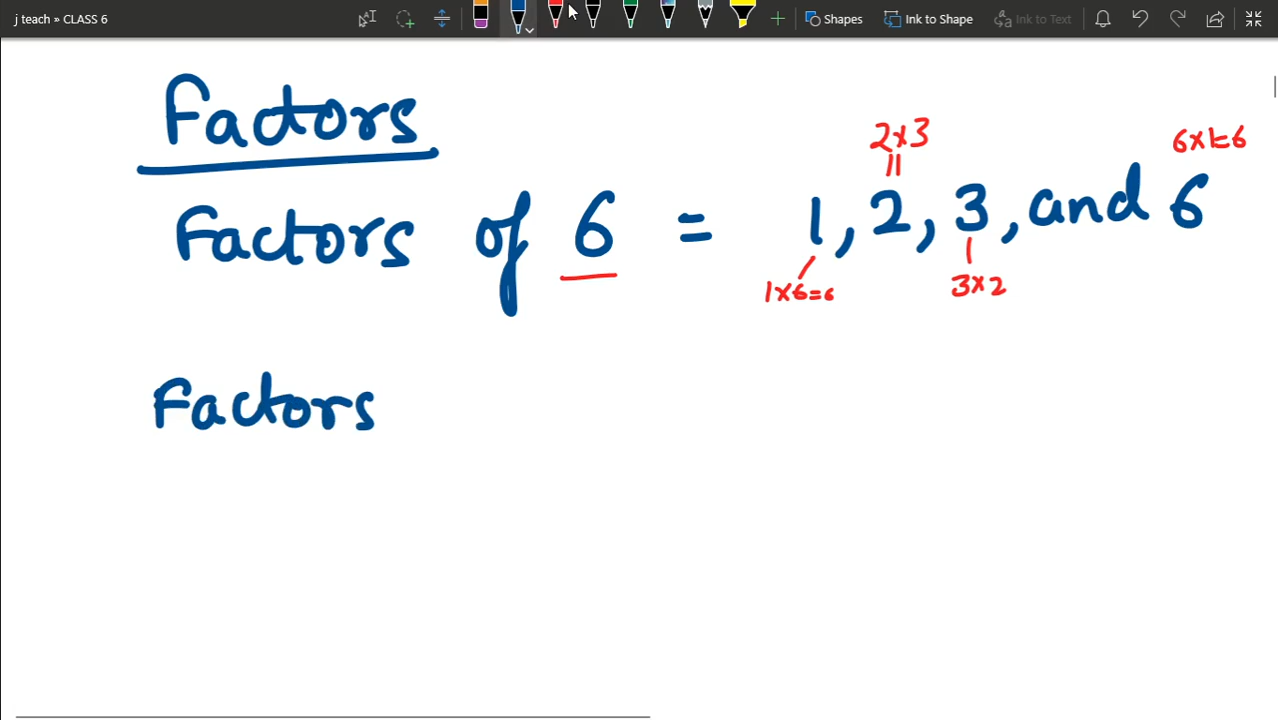 j teach » CLASS 6
Shapes Ink to Shape Ink to Text
Factors
2x3 6x1=6
Factors of 6 = 1, 2, 3, and 6
1x6=6 3x2
Factors